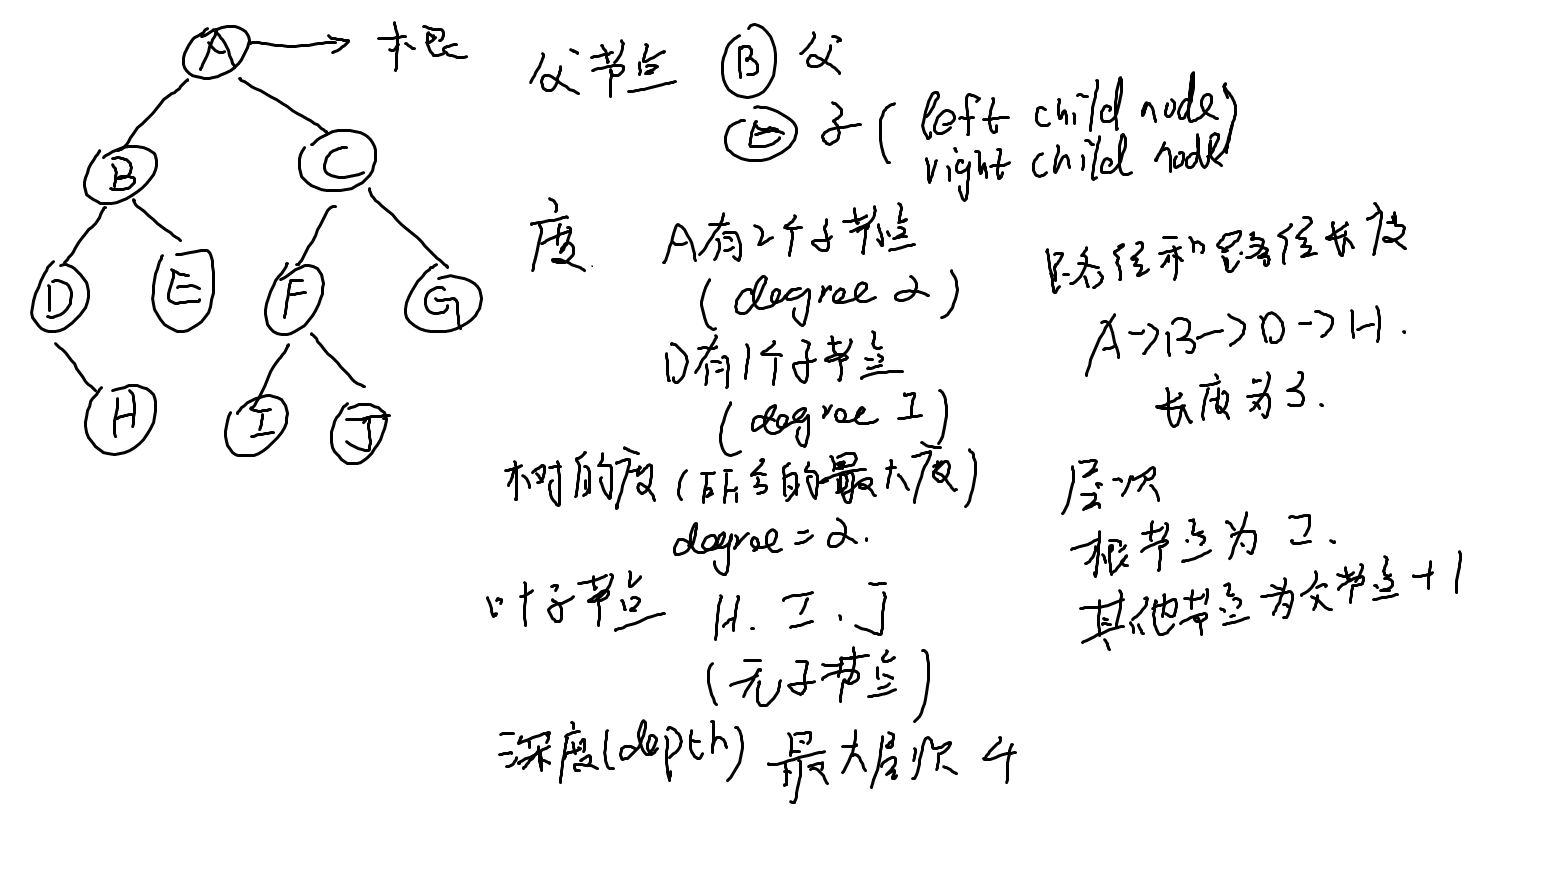 A → 根
B C
D E F G
H I J
父节点 B 父
E 子 ( left child node
right child node )
度 A有2个子节点
( degree 2 )
D有1个子节点
( degree 1 )
树的度 (所含的最大度)
degree = 2.
叶子节点 H. I. J
(无子节点)
深度(depth) 最大层次 4
路径和路径长度
A->B->D->H.
长度为3.
层次
根节点为1.
其他节点为父节点+1